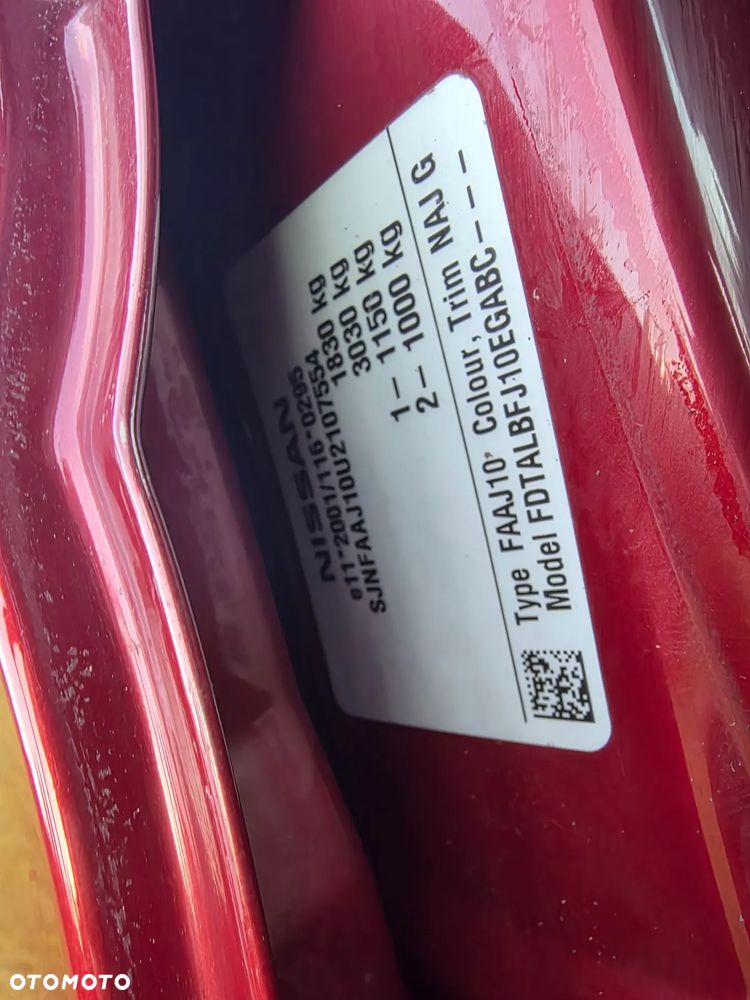 NISSAN
e11*2001/116*0295
SJNFAAJ10U2107554
1830 kg
3030 kg
1– 1150 kg
2– 1000 kg
Type FAAJ10, Colour, Trim NAJ G
Model FDTALBFJ10EGABC– – –
OTOMOTO